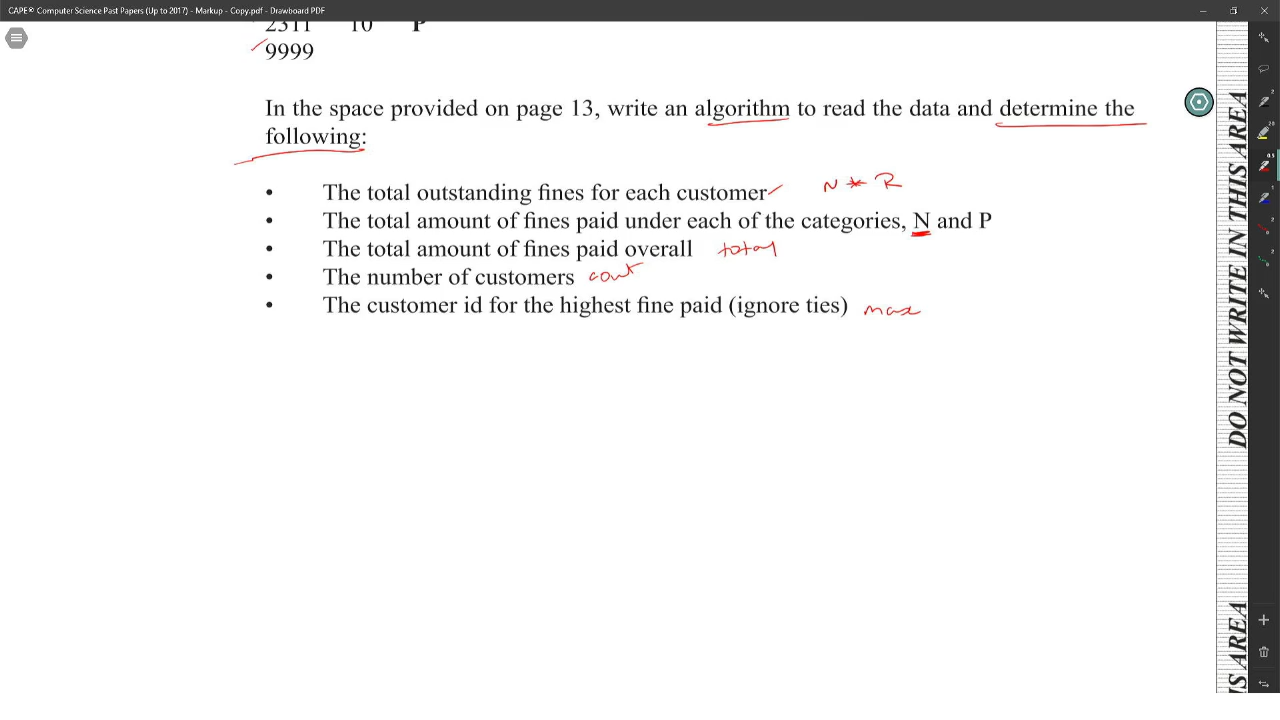 CAPE® Computer Science Past Papers (Up to 2017) - Markup - Copy.pdf - Drawboard PDF
2311 10 P
9999
In the space provided on page 13, write an algorithm to read the data and determine the
following:
• The total outstanding fines for each customer N * R
• The total amount of fines paid under each of the categories, N and P
• The total amount of fines paid overall total
• The number of customers count
• The customer id for the highest fine paid (ignore ties) max
DO NOT WRITE IN THIS AREA
IS AREA